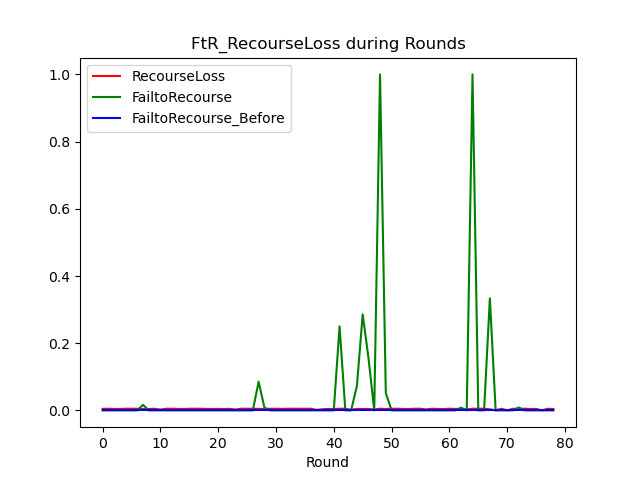 FtR_RecourseLoss during Rounds
RecourseLoss
FailtoRecourse
FailtoRecourse_Before
1.0
0.8
0.6
0.4
0.2
0.0
0 10 20 30 40 50 60 70 80
Round